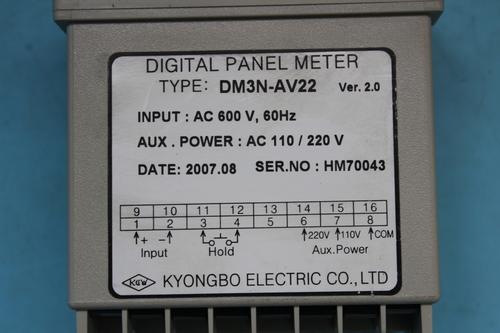 DIGITAL PANEL METER
TYPE: DM3N-AV22 Ver. 2.0
INPUT : AC 600 V, 60Hz
AUX . POWER : AC 110 / 220 V
DATE: 2007.08 SER.NO : HM70043
9 10 11 12 13 14 15 16
1 2 3 4 5 6 7 8
+ − 220V 110V COM
Input Hold Aux.Power
KBW KYONGBO ELECTRIC CO.,LTD